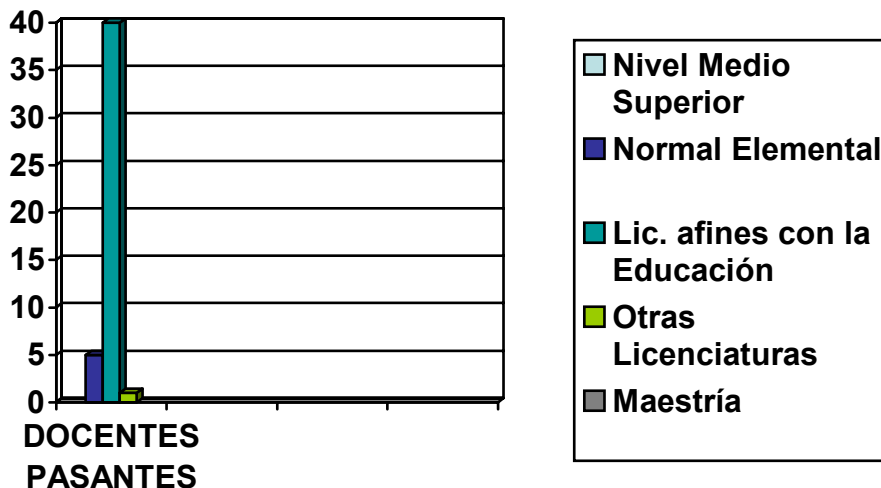 40
35
30
25
20
15
10
5
0
DOCENTES
PASANTES
Nivel Medio
Superior
Normal Elemental
Lic. afines con la
Educación
Otras
Licenciaturas
Maestría